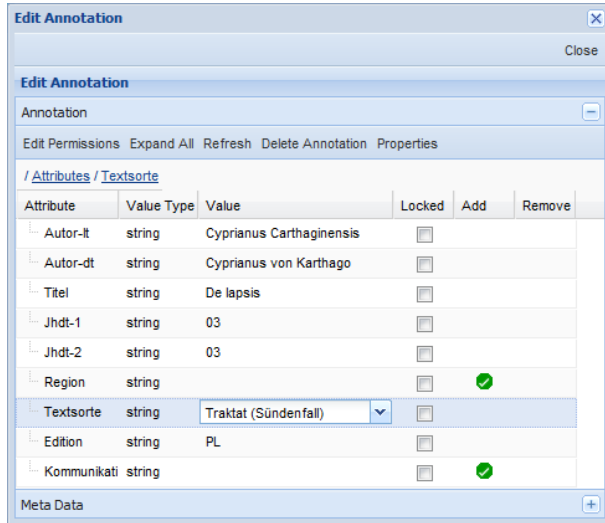 Edit Annotation
Close
Edit Annotation
Annotation
Edit Permissions Expand All Refresh Delete Annotation Properties
/ Attributes / Textsorte
Attribute Value Type Value Locked Add Remove
Autor-lt string Cyprianus Carthaginensis
Autor-dt string Cyprianus von Karthago
Titel string De lapsis
Jhdt-1 string 03
Jhdt-2 string 03
Region string
Textsorte string Traktat (Sündenfall)
Edition string PL
Kommunikati string
Meta Data